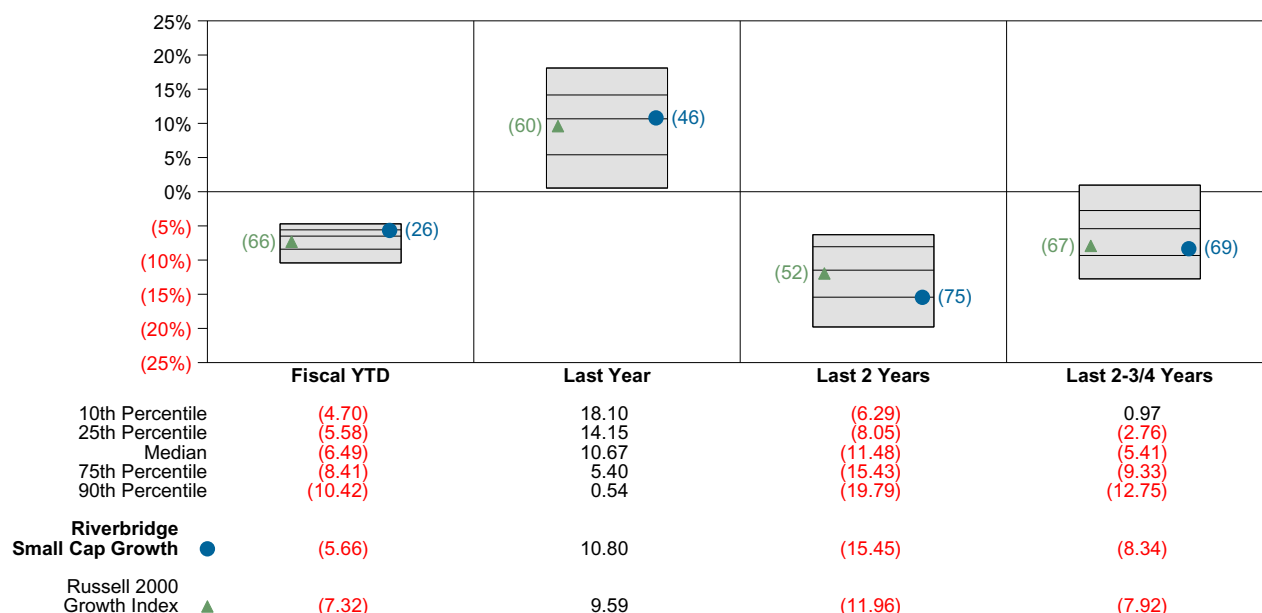 25%
20%
15%
10%
5%
0%
(5%)
(10%)
(15%)
(20%)
(25%)
(66)
(26)
(60)
(46)
(52)
(75)
(67)
(69)
Fiscal YTD Last Year Last 2 Years Last 2-3/4 Years
10th Percentile (4.70) 18.10 (6.29) 0.97
25th Percentile (5.58) 14.15 (8.05) (2.76)
Median (6.49) 10.67 (11.48) (5.41)
75th Percentile (8.41) 5.40 (15.43) (9.33)
90th Percentile (10.42) 0.54 (19.79) (12.75)
Riverbridge
Small Cap Growth (5.66) 10.80 (15.45) (8.34)
Russell 2000
Growth Index (7.32) 9.59 (11.96) (7.92)